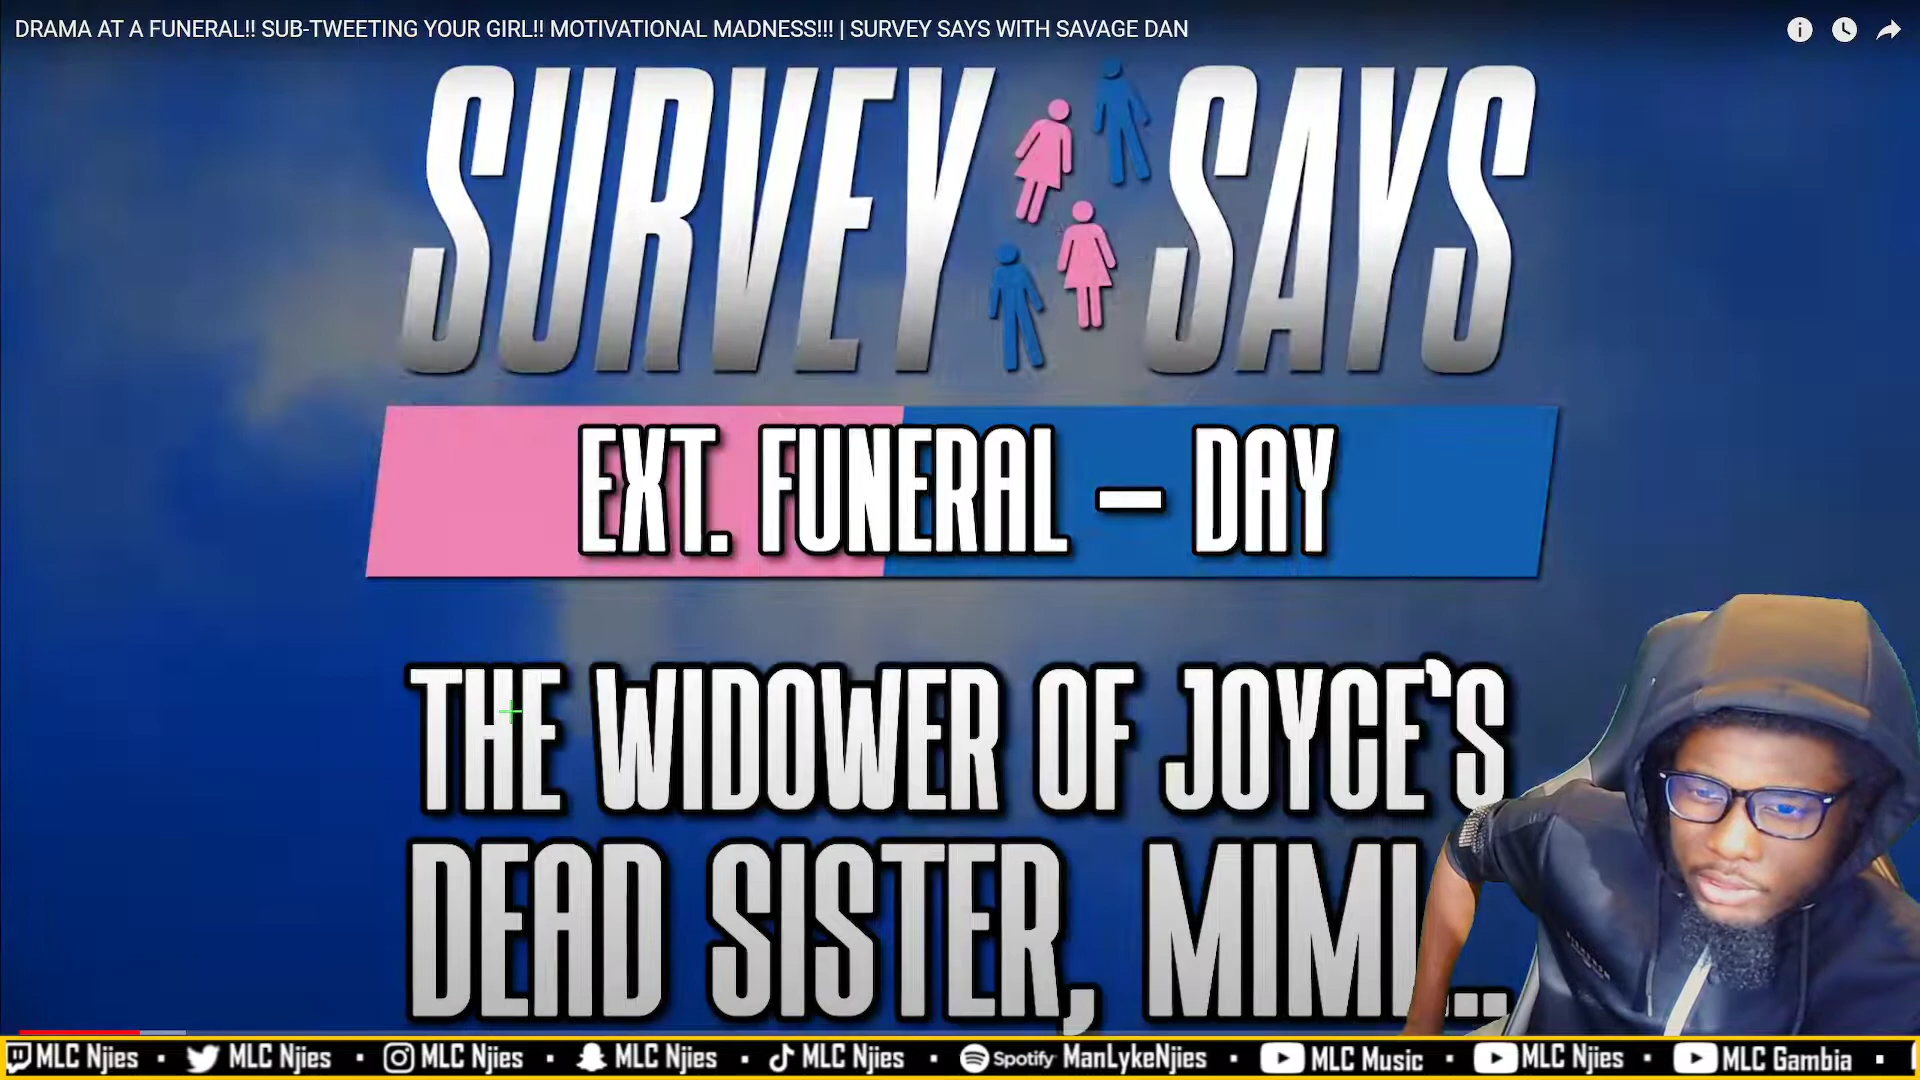 DRAMA AT A FUNERAL!! SUB-TWEETING YOUR GIRL!! MOTIVATIONAL MADNESS!!! | SURVEY SAYS WITH SAVAGE DAN
SURVEY SAYS
EXT. FUNERAL – DAY
THE WIDOWER OF JOYCE'S
DEAD SISTER, MIMI...
MLC Njies · MLC Njies · MLC Njies · MLC Njies · MLC Njies · Spotify ManLykeNjies · MLC Music · MLC Njies · MLC Gambia ·